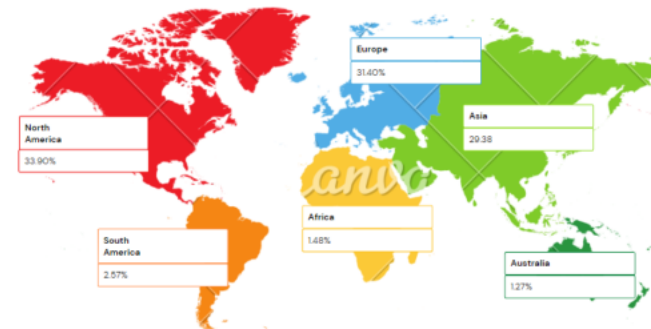 Europe
31.40%
Asia
29.38
North
America
33.90%
Africa
1.48%
South
America
2.57%
Australia
1.27%